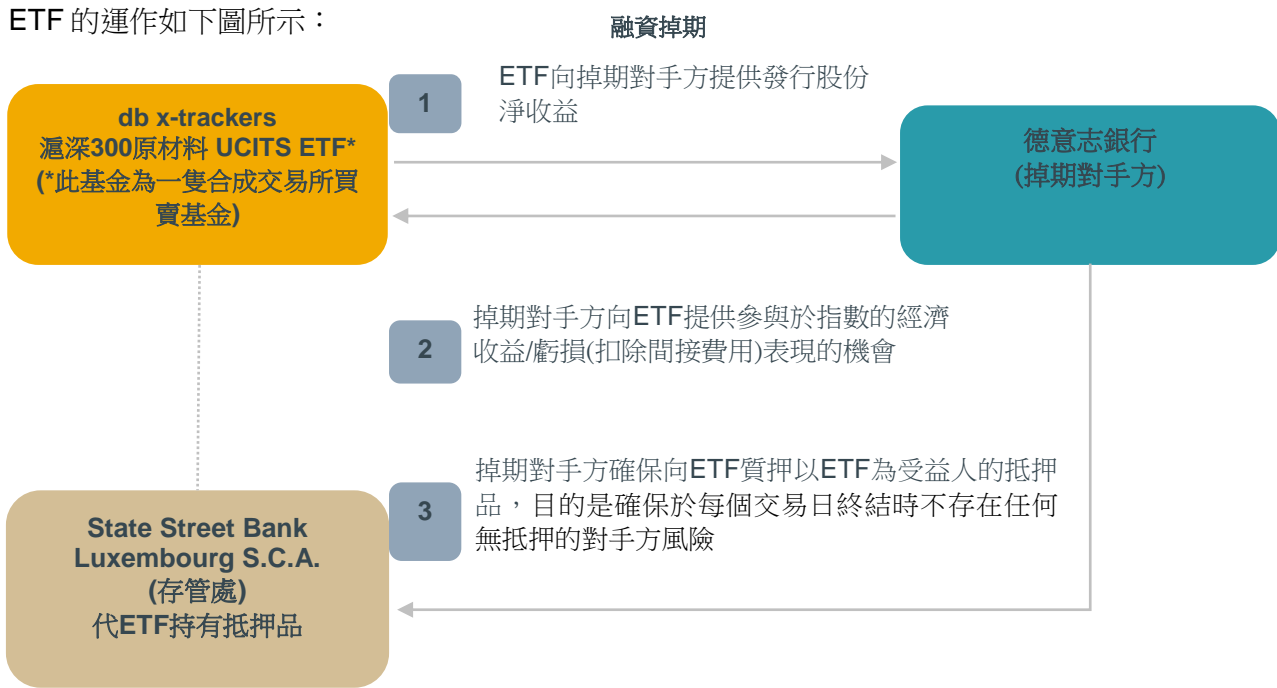 ETF 的運作如下圖所示：
融資掉期
db x-trackers
滬深300原材料 UCITS ETF*
(*此基金為一隻合成交易所買
賣基金)
1
ETF向掉期對手方提供發行股份
淨收益
德意志銀行
(掉期對手方)
2
掉期對手方向ETF提供參與於指數的經濟
收益/虧損(扣除間接費用)表現的機會
3
掉期對手方確保向ETF質押以ETF為受益人的抵押
品，目的是確保於每個交易日終結時不存在任何
無抵押的對手方風險
State Street Bank
Luxembourg S.C.A.
(存管處)
代ETF持有抵押品